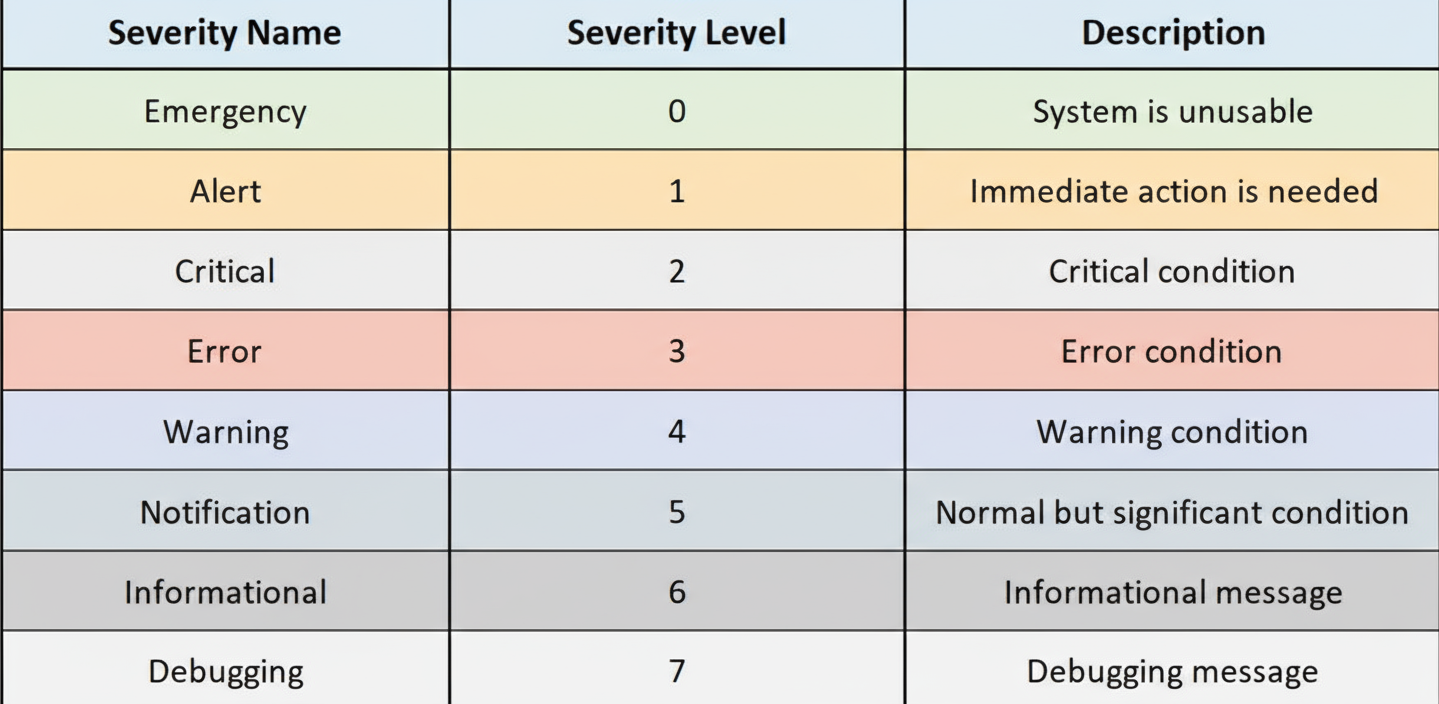 Severity Name Severity Level Description
Emergency 0 System is unusable
Alert 1 Immediate action is needed
Critical 2 Critical condition
Error 3 Error condition
Warning 4 Warning condition
Notification 5 Normal but significant condition
Informational 6 Informational message
Debugging 7 Debugging message